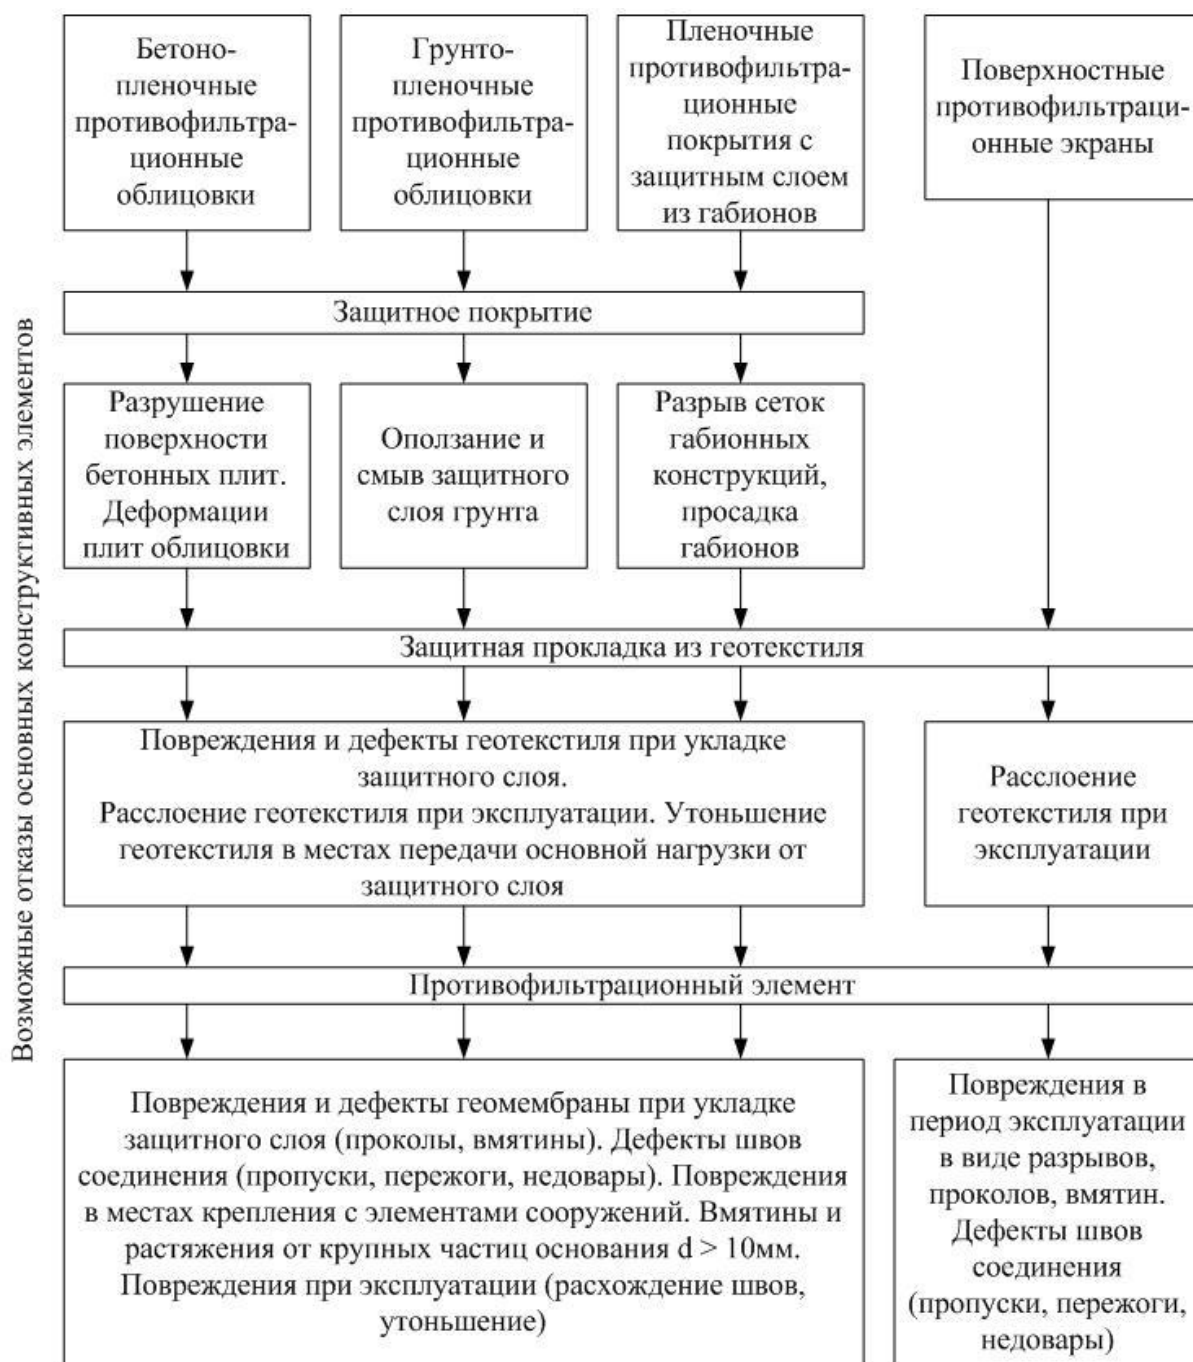 Возможные отказы основных конструктивных элементов
Бетоно-
пленочные
противофильтра-
ционные
облицовки
Грунто-
пленочные
противофильтра-
ционные
облицовки
Пленочные
противофильтра-
ционные
покрытия с
защитным слоем
из габионов
Поверхностные
противофильтраци-
онные экраны
Защитное покрытие
Разрушение
поверхности
бетонных плит.
Деформации
плит облицовки
Оползание и
смыв защитного
слоя грунта
Разрыв сеток
габионных
конструкций,
просадка
габионов
Защитная прокладка из геотекстиля
Повреждения и дефекты геотекстиля при укладке
защитного слоя.
Расслоение геотекстиля при эксплуатации. Утоньшение
геотекстиля в местах передачи основной нагрузки от
защитного слоя
Расслоение
геотекстиля при
эксплуатации
Противофильтрационный элемент
Повреждения и дефекты геомембраны при укладке
защитного слоя (проколы, вмятины). Дефекты швов
соединения (пропуски, пережоги, недовары). Повреждения
в местах крепления с элементами сооружений. Вмятины и
растяжения от крупных частиц основания d > 10мм.
Повреждения при эксплуатации (расхождение швов,
утоньшение)
Повреждения в
период эксплуатации
в виде разрывов,
проколов, вмятин.
Дефекты швов
соединения
(пропуски, пережоги,
недовары)